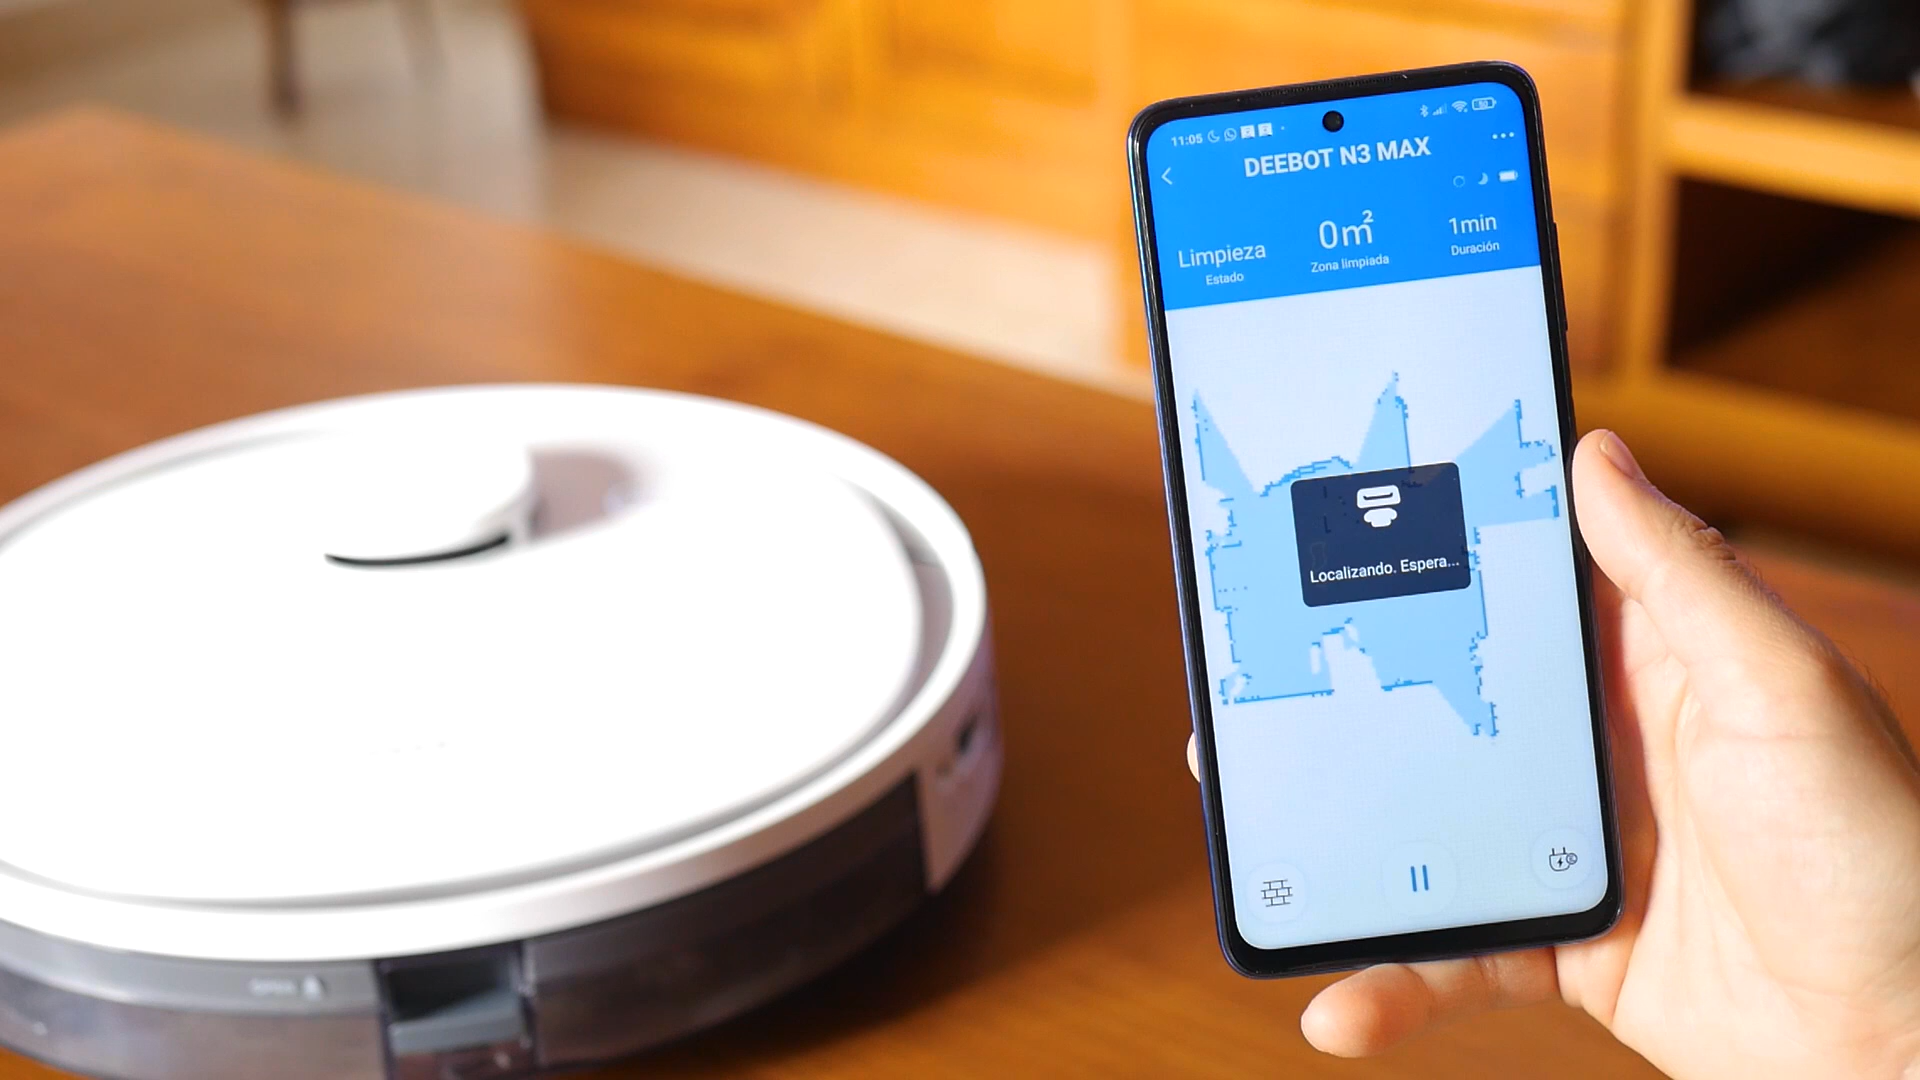 11:05
DEEBOT N3 MAX
Limpieza
Estado
0㎡
Zona limpiada
1min
Duración
Localizando. Espera...